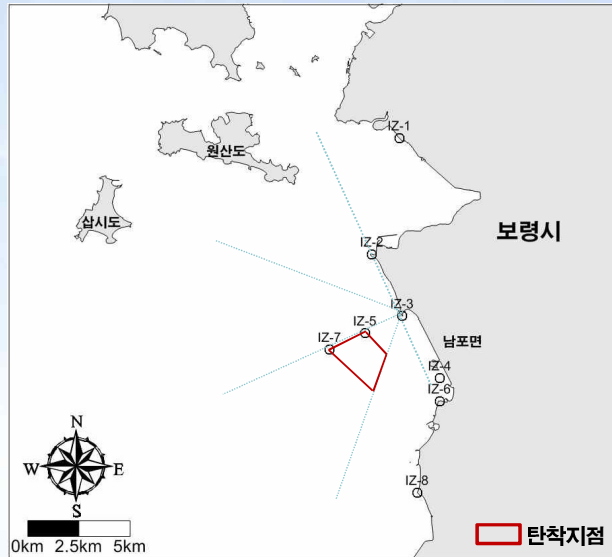 IZ-1
원산도
삽시도
보령시
IZ-2
IZ-3
IZ-5
IZ-7
남포면
IZ-4
IZ-6
IZ-8
N
W
E
S
0km 2.5km 5km
탄착지점